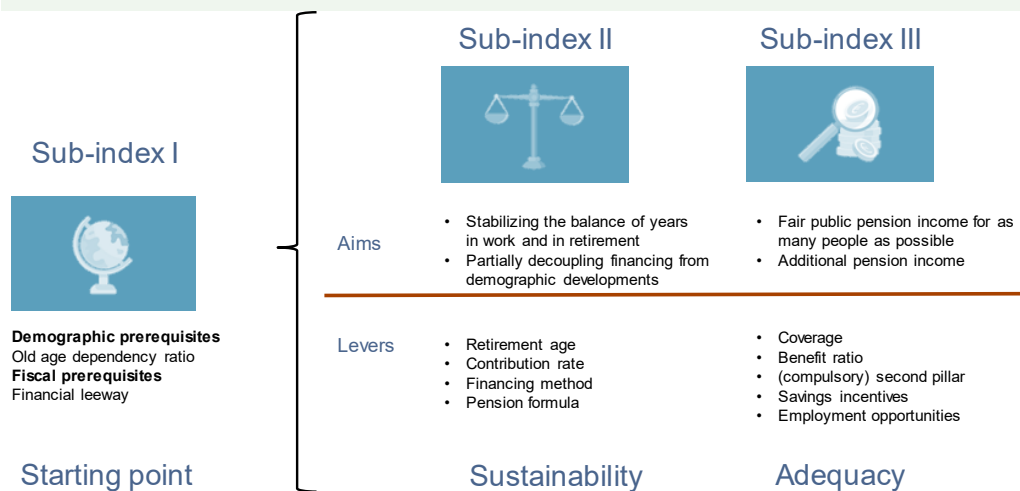 Sub-index I
Demographic prerequisites
Old age dependency ratio
Fiscal prerequisites
Financial leeway
Starting point
Sub-index II
Sub-index III
Aims
• Stabilizing the balance of years
in work and in retirement
• Partially decoupling financing from
demographic developments
• Fair public pension income for as
many people as possible
• Additional pension income
Levers
• Retirement age
• Contribution rate
• Financing method
• Pension formula
• Coverage
• Benefit ratio
• (compulsory) second pillar
• Savings incentives
• Employment opportunities
Sustainability
Adequacy